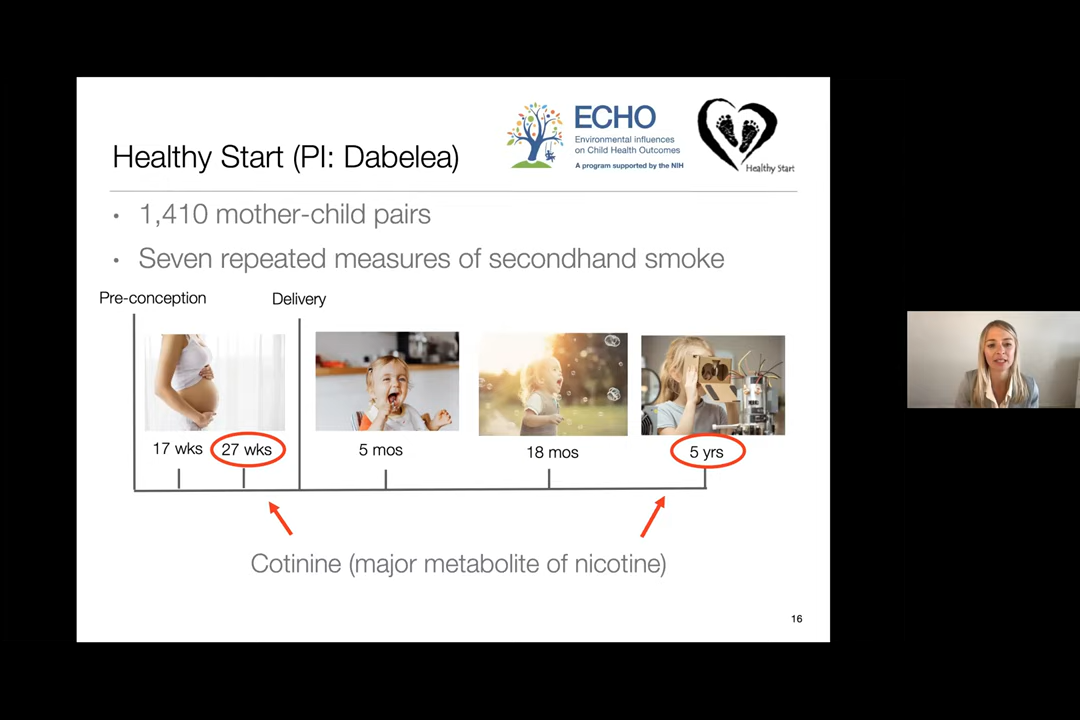 ECHO
Environmental influences
on Child Health Outcomes
A program supported by the NIH
Healthy Start
Healthy Start (PI: Dabelea)
• 1,410 mother-child pairs
• Seven repeated measures of secondhand smoke
Pre-conception Delivery
17 wks 27 wks 5 mos 18 mos 5 yrs
Cotinine (major metabolite of nicotine)
16